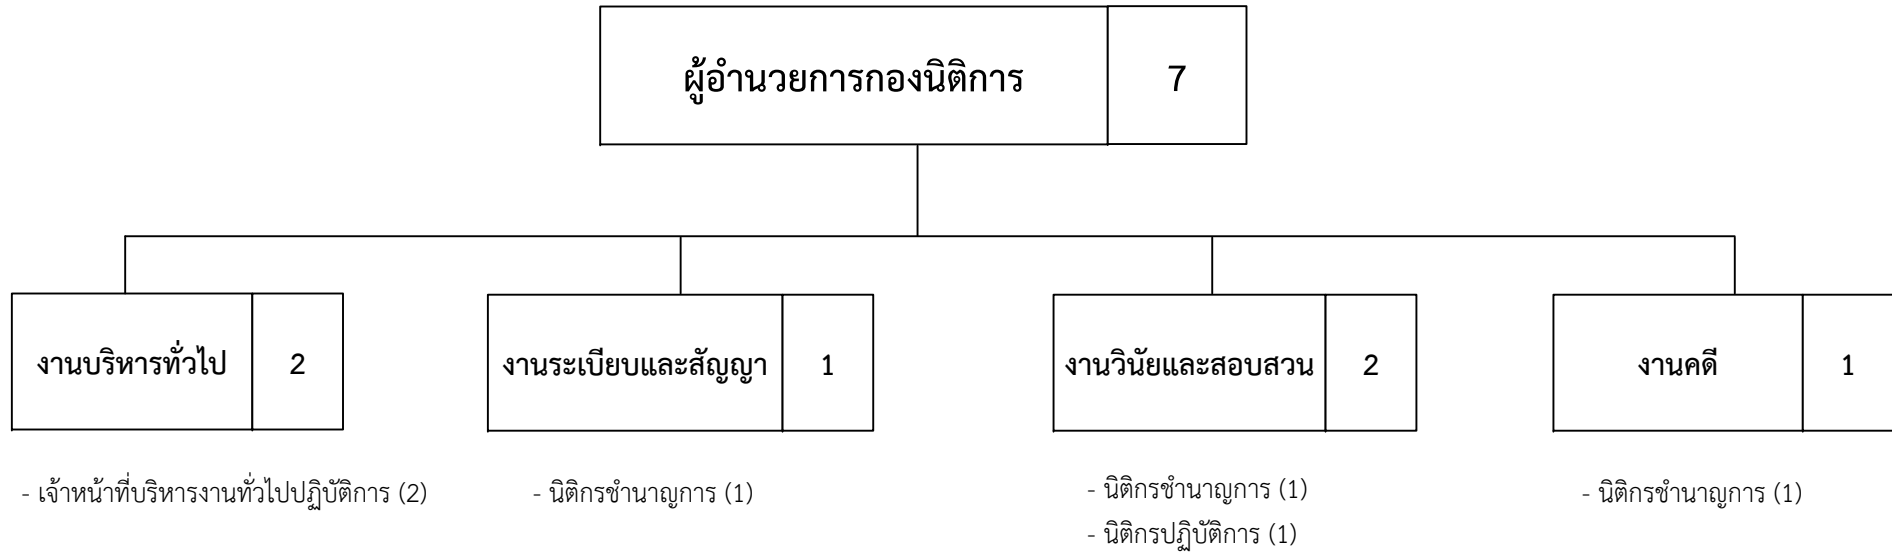 ผู้อำนวยการกองนิติการ 7
งานบริหารทั่วไป 2
- เจ้าหน้าที่บริหารงานทั่วไปปฏิบัติการ (2)
งานระเบียบและสัญญา 1
- นิติกรชำนาญการ (1)
งานวินัยและสอบสวน 2
- นิติกรชำนาญการ (1)
- นิติกรปฏิบัติการ (1)
งานคดี 1
- นิติกรชำนาญการ (1)